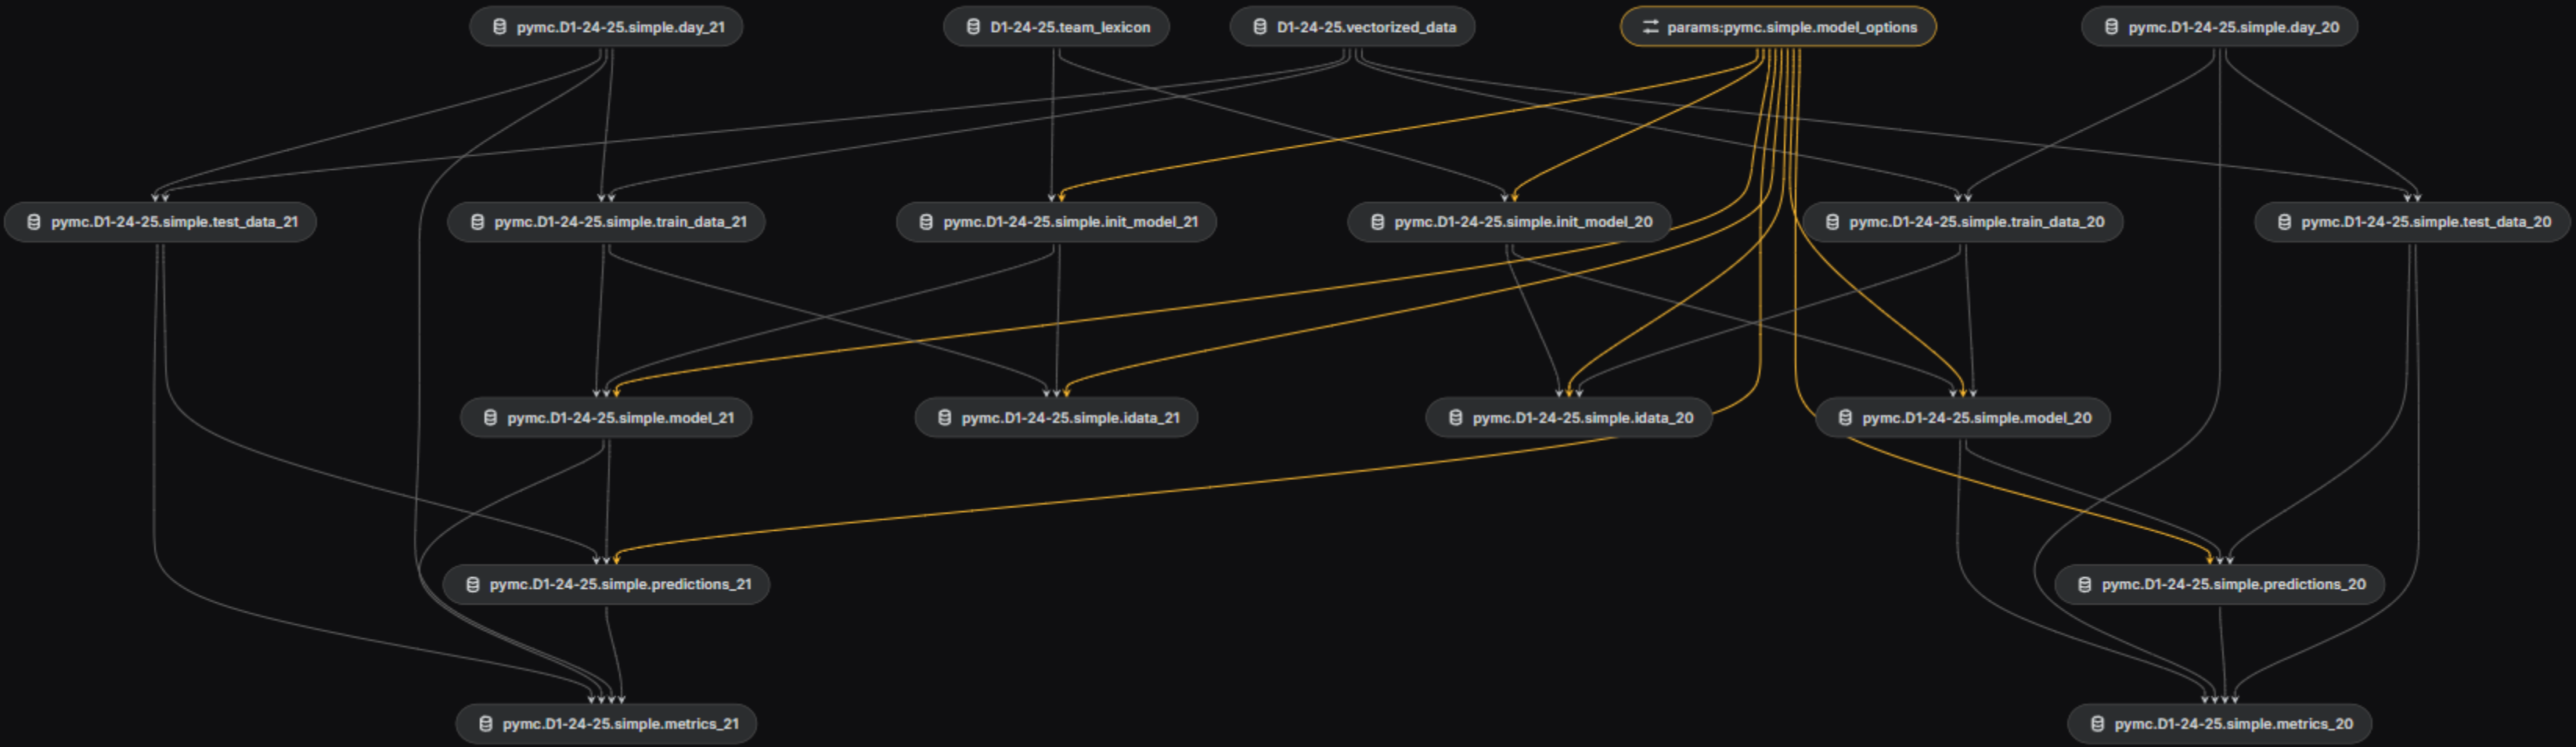 pymc.D1-24-25.simple.day_21
D1-24-25.team_lexicon
D1-24-25.vectorized_data
params:pymc.simple.model_options
pymc.D1-24-25.simple.day_20
pymc.D1-24-25.simple.test_data_21
pymc.D1-24-25.simple.train_data_21
pymc.D1-24-25.simple.init_model_21
pymc.D1-24-25.simple.init_model_20
pymc.D1-24-25.simple.train_data_20
pymc.D1-24-25.simple.test_data_20
pymc.D1-24-25.simple.model_21
pymc.D1-24-25.simple.idata_21
pymc.D1-24-25.simple.idata_20
pymc.D1-24-25.simple.model_20
pymc.D1-24-25.simple.predictions_21
pymc.D1-24-25.simple.predictions_20
pymc.D1-24-25.simple.metrics_21
pymc.D1-24-25.simple.metrics_20